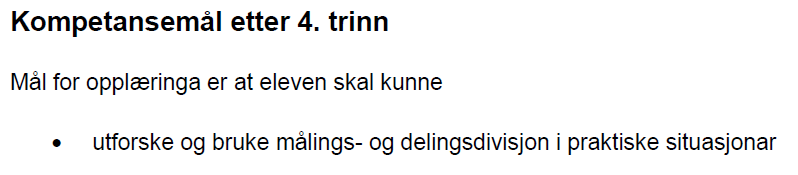 Kompetansemål etter 4. trinn
Mål for opplæringa er at eleven skal kunne
• utforske og bruke målings- og delingsdivisjon i praktiske situasjonar